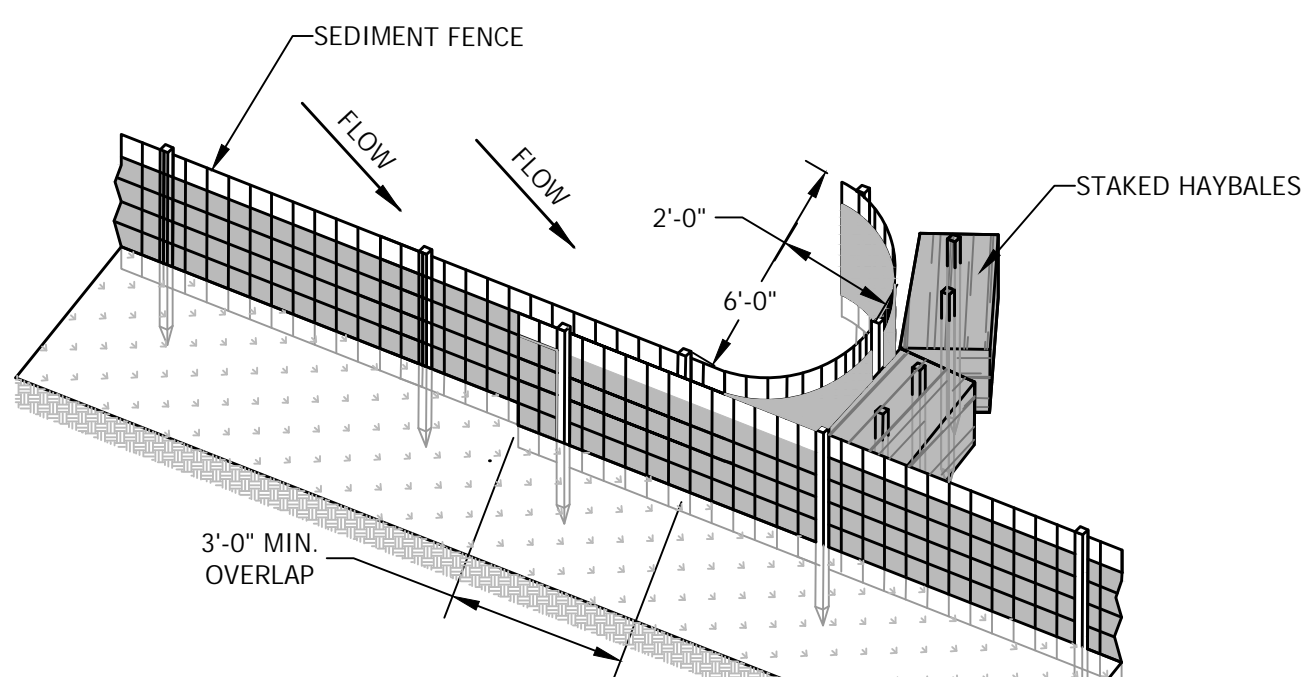 SEDIMENT FENCE
FLOW
FLOW
STAKED HAYBALES
2'-0"
6'-0"
3'-0" MIN.
OVERLAP